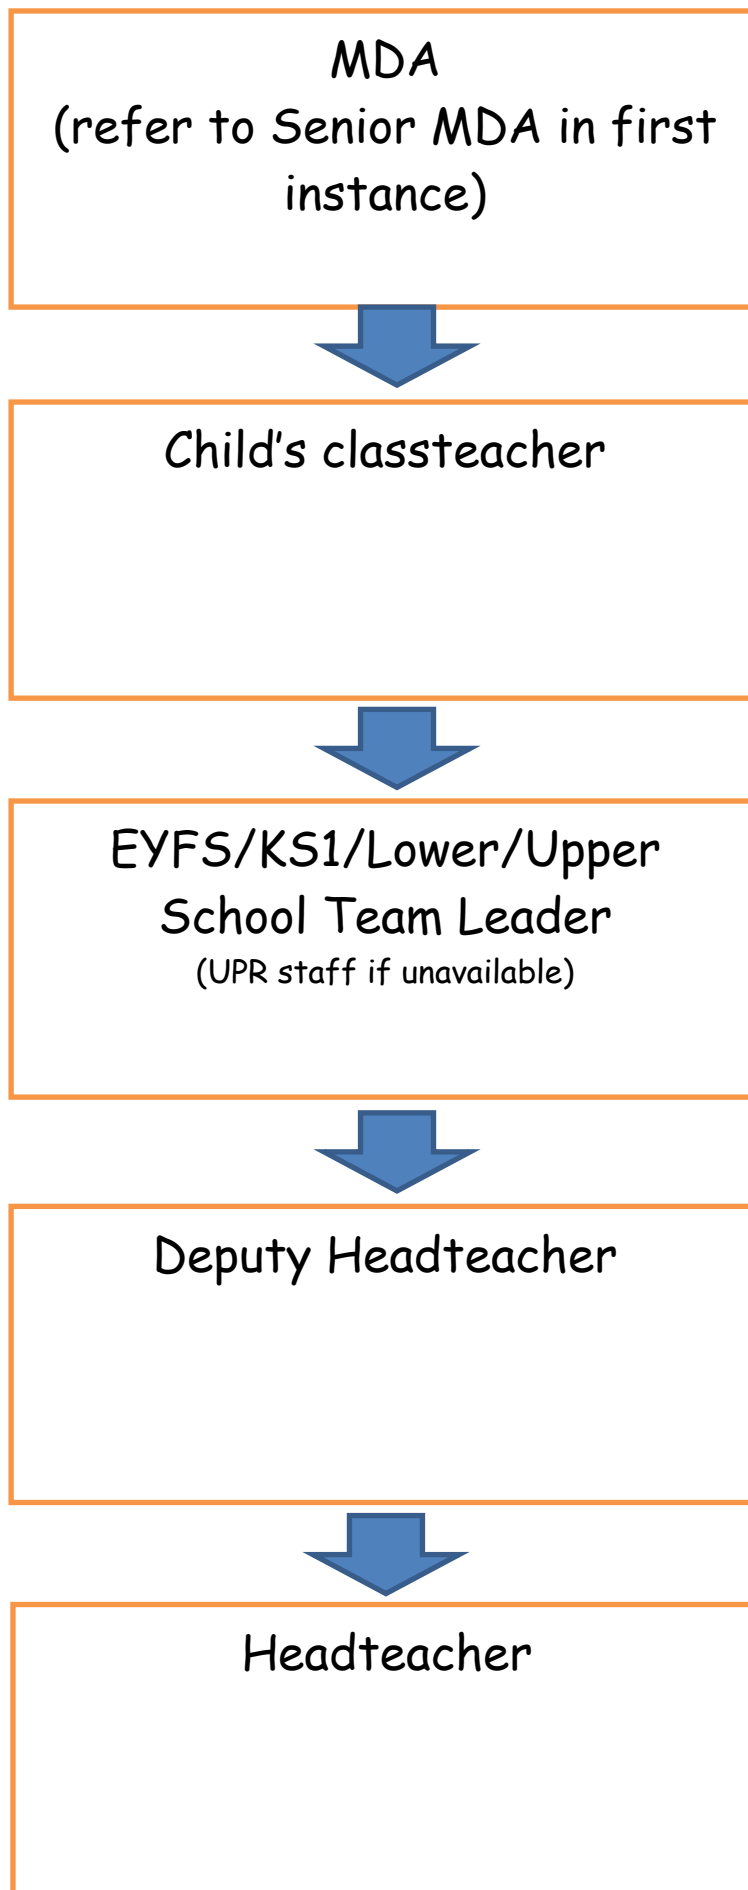 MDA
(refer to Senior MDA in first
instance)
Child's classteacher
EYFS/KS1/Lower/Upper
School Team Leader
(UPR staff if unavailable)
Deputy Headteacher
Headteacher